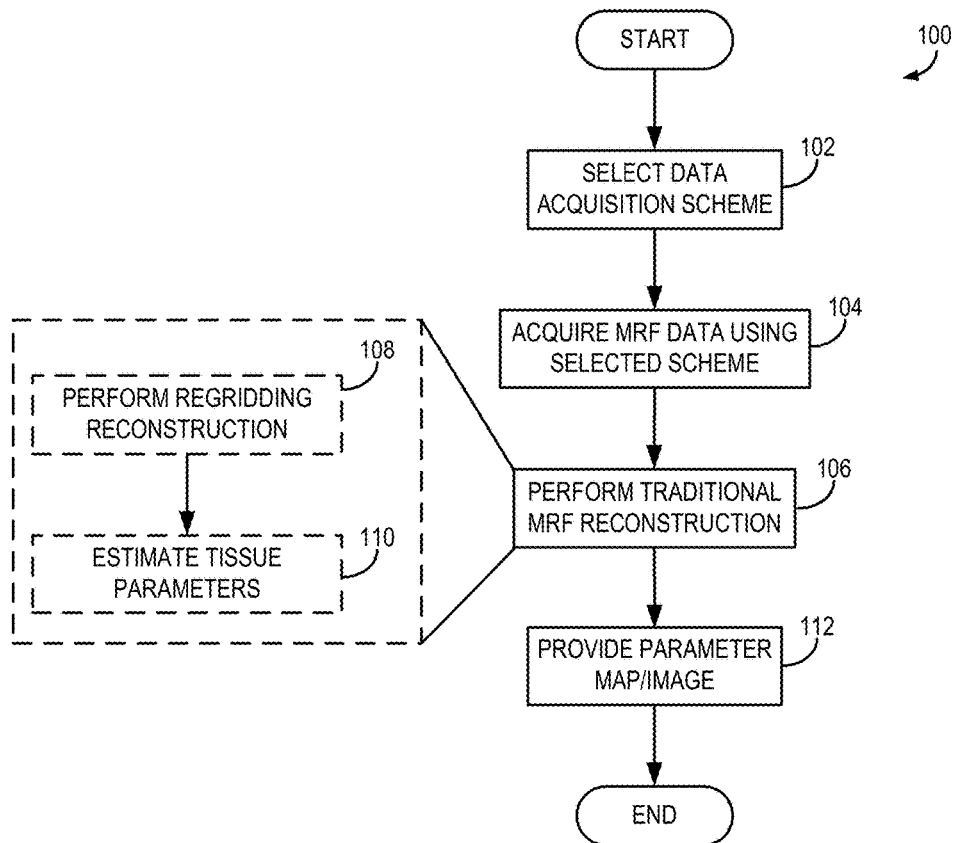 START
100
102
SELECT DATA
ACQUISITION SCHEME
104
ACQUIRE MRF DATA USING
SELECTED SCHEME
108
PERFORM REGRIDDING
RECONSTRUCTION
106
PERFORM TRADITIONAL
MRF RECONSTRUCTION
110
ESTIMATE TISSUE
PARAMETERS
112
PROVIDE PARAMETER
MAP/IMAGE
END